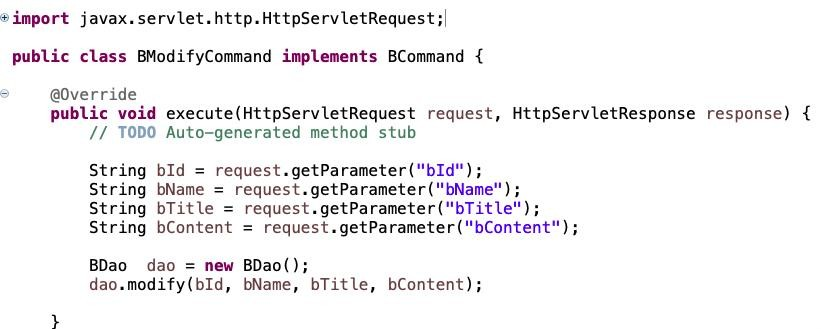 import javax.servlet.http.HttpServletRequest;
public class BModifyCommand implements BCommand {
@Override
public void execute(HttpServletRequest request, HttpServletResponse response) {
// TODO Auto-generated method stub
String bId = request.getParameter("bId");
String bName = request.getParameter("bName");
String bTitle = request.getParameter("bTitle");
String bContent = request.getParameter("bContent");
BDao  dao = new BDao();
dao.modify(bId, bName, bTitle, bContent);
}